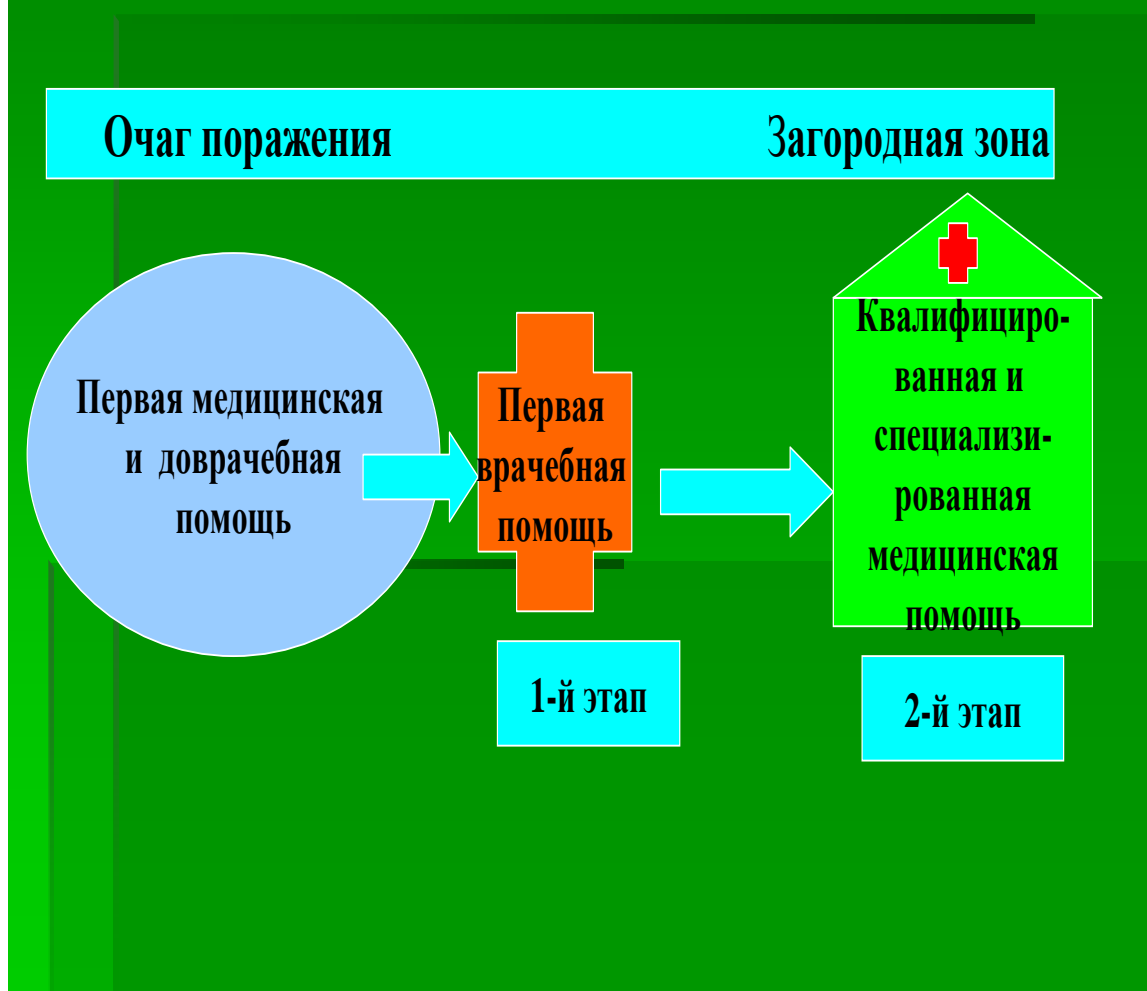 Очаг поражения Загородная зона
Первая медицинская
и доврачебная
помощь
Первая
врачебная
помощь
Квалифициро-
ванная и
специализи-
рованная
медицинская
помощь
1-й этап
2-й этап